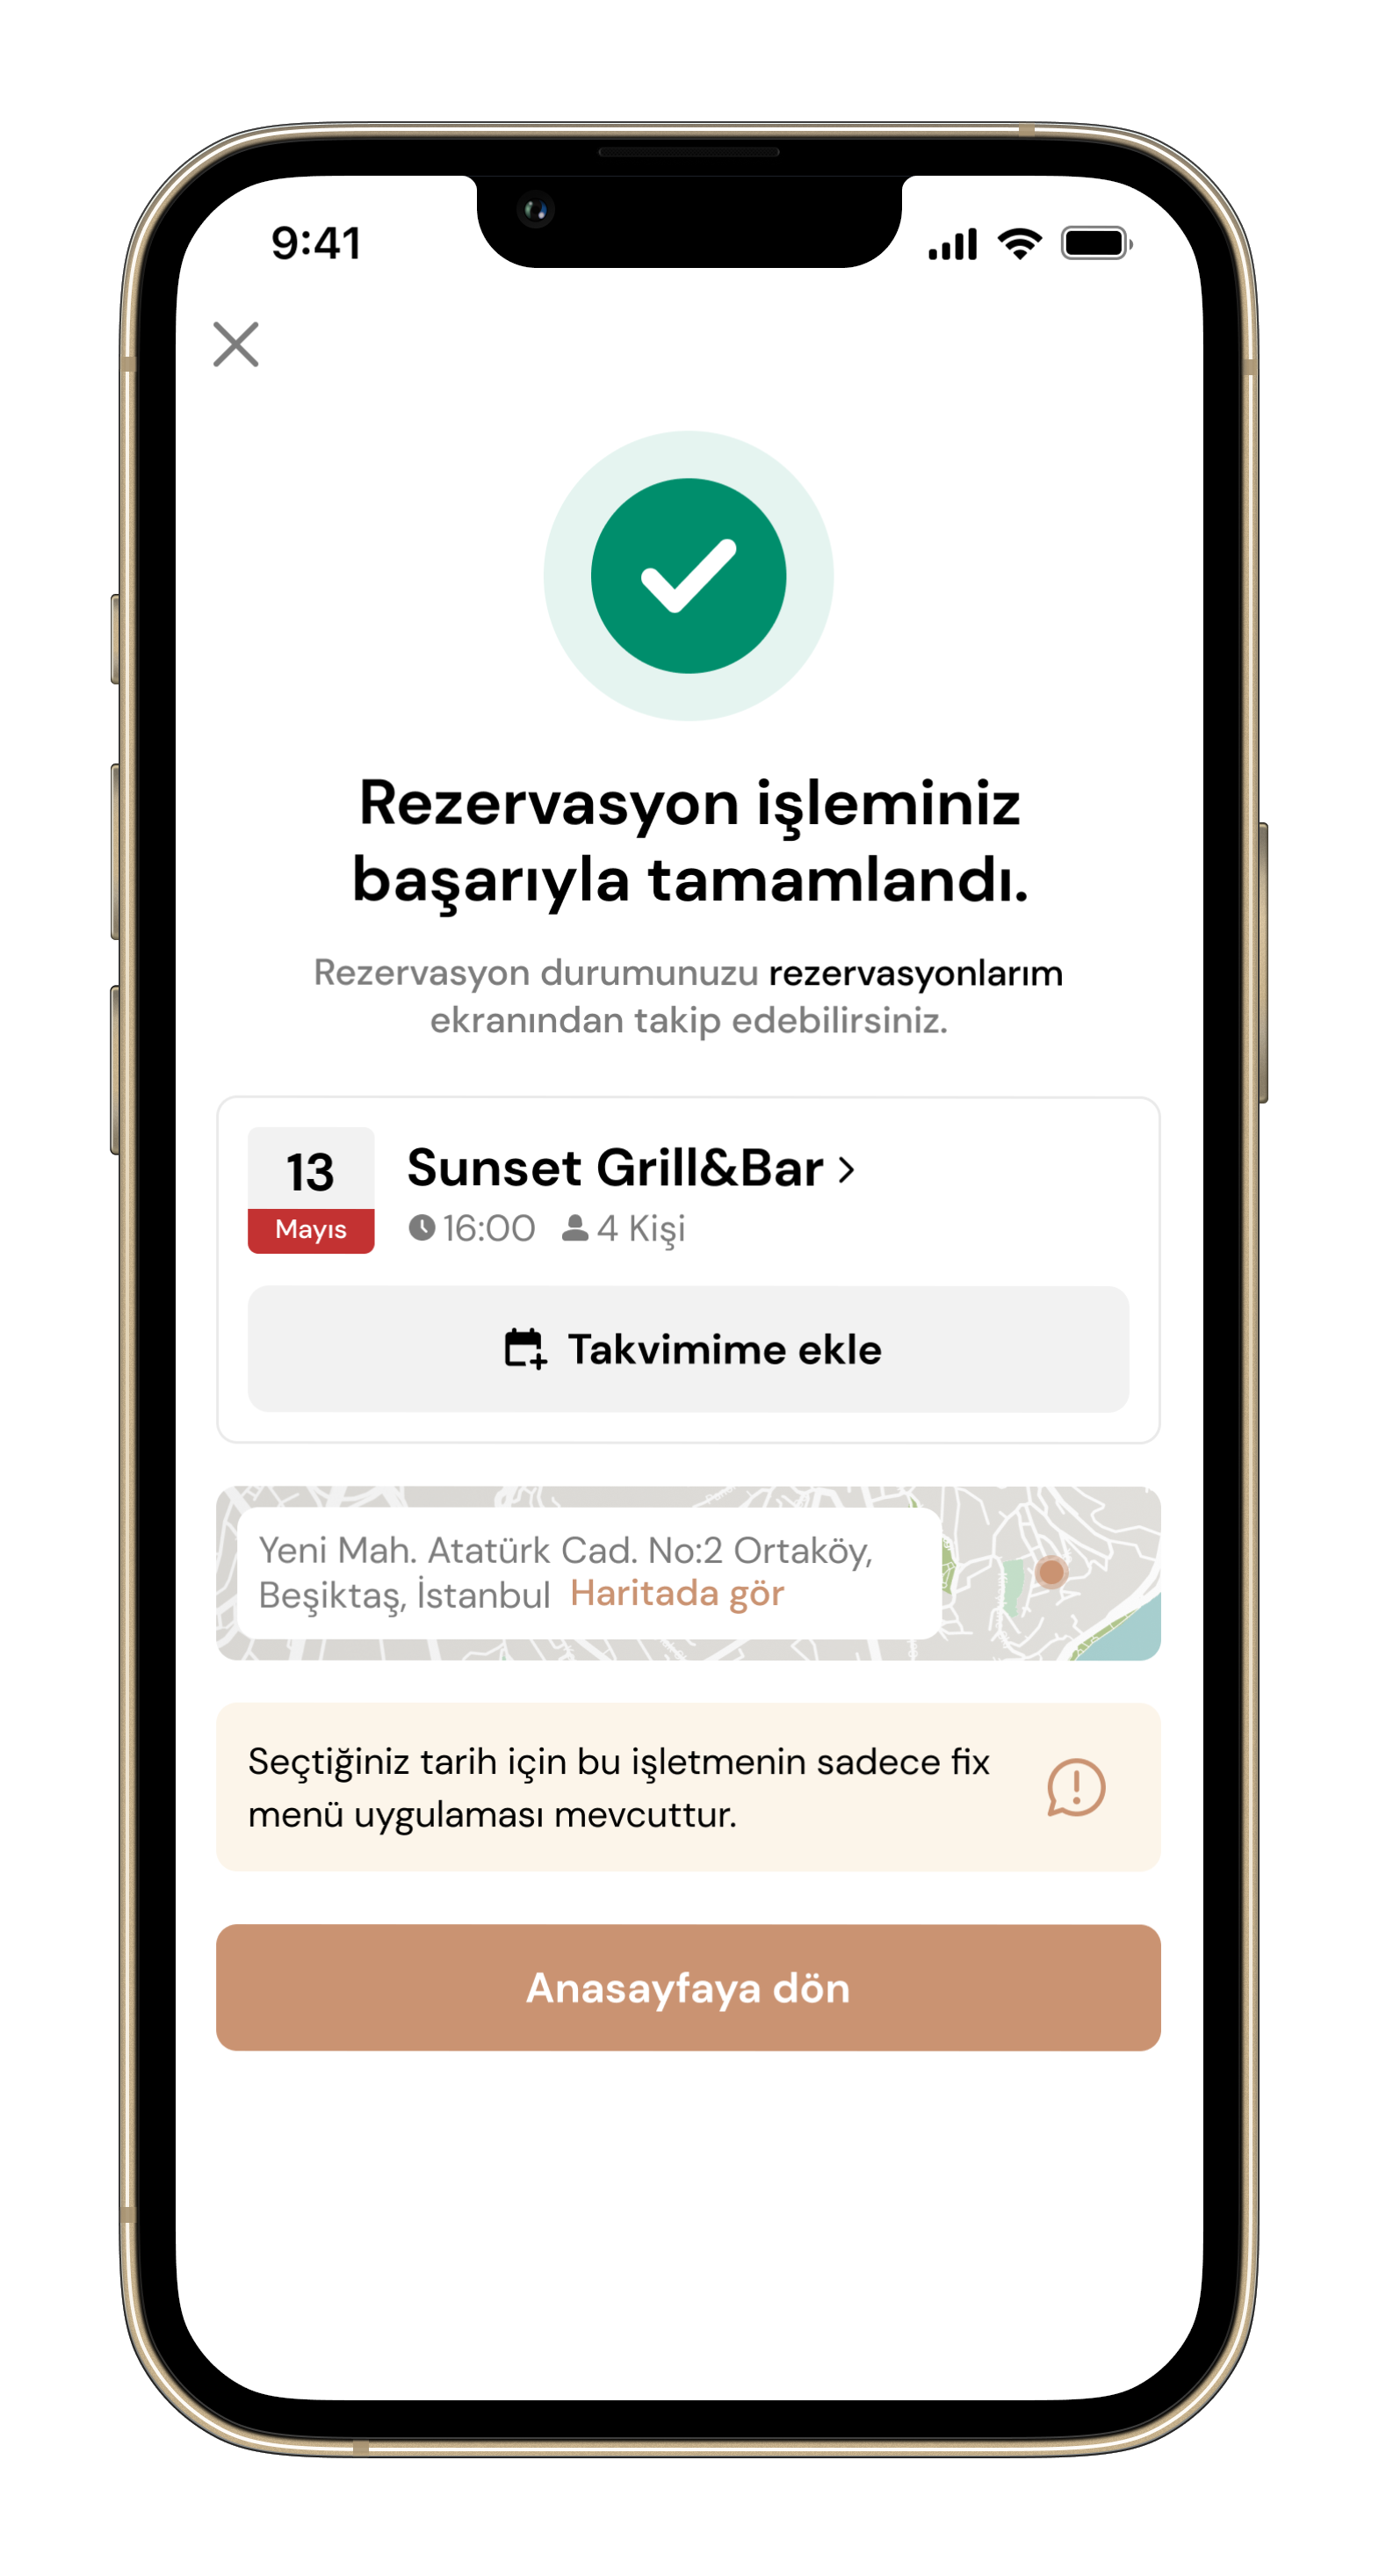 9:41
Rezervasyon işleminiz
başarıyla tamamlandı.
Rezervasyon durumunuzu rezervasyonlarım
ekranından takip edebilirsiniz.
13
Mayıs
Sunset Grill&Bar
16:00 4 Kişi
Takvimime ekle
Yeni Mah. Atatürk Cad. No:2 Ortaköy,
Beşiktaş, İstanbul Haritada gör
Seçtiğiniz tarih için bu işletmenin sadece fix
menü uygulaması mevcuttur.
Anasayfaya dön